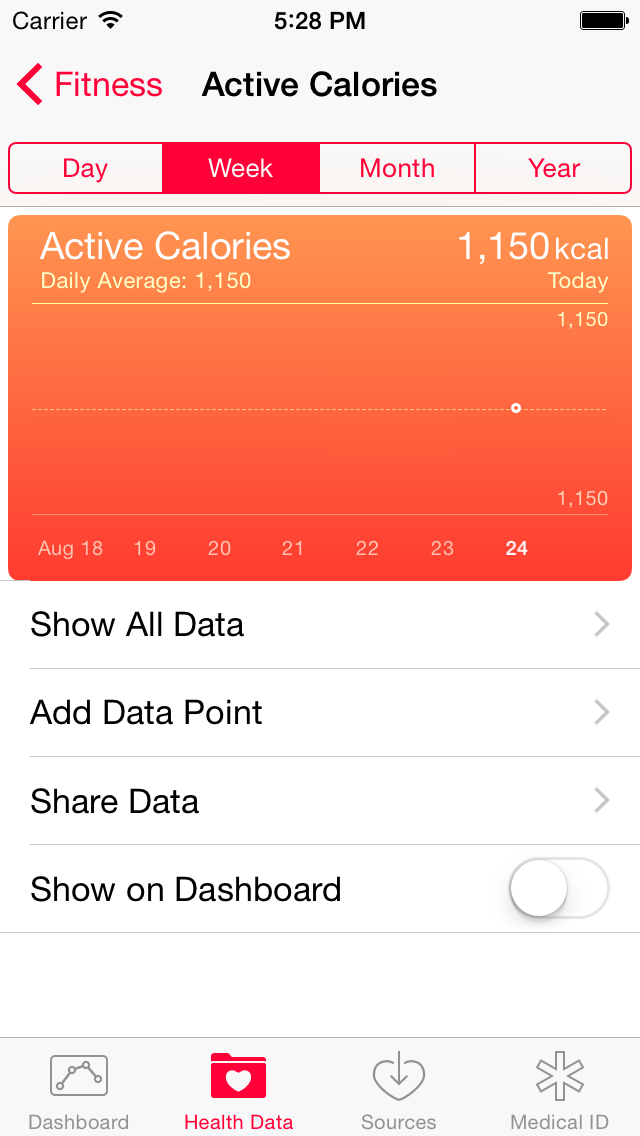 Carrier 5:28 PM
Fitness Active Calories
Day Week Month Year
Active Calories 1,150 kcal
Daily Average: 1,150 Today
1,150
1,150
Aug 18 19 20 21 22 23 24
Show All Data
Add Data Point
Share Data
Show on Dashboard
Dashboard Health Data Sources Medical ID